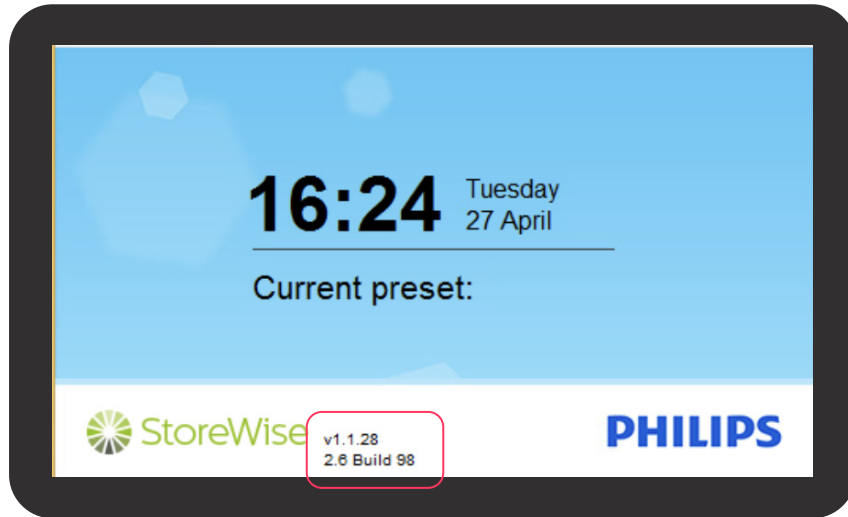 16:24
Tuesday
27 April
Current preset:
StoreWise
v1.1.28
2.6 Build 98
PHILIPS